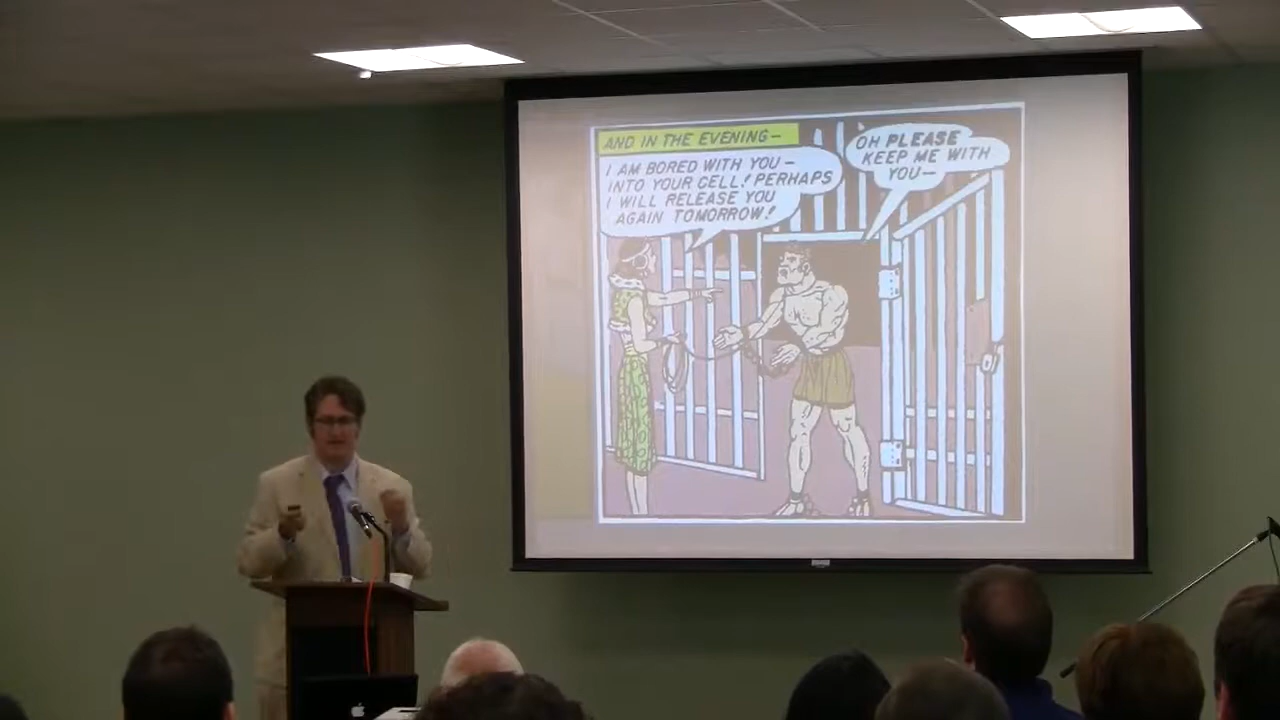 AND IN THE EVENING—
I AM BORED WITH YOU—
INTO YOUR CELL! PERHAPS
I WILL RELEASE YOU
AGAIN TOMORROW!
OH PLEASE
KEEP ME WITH
YOU—